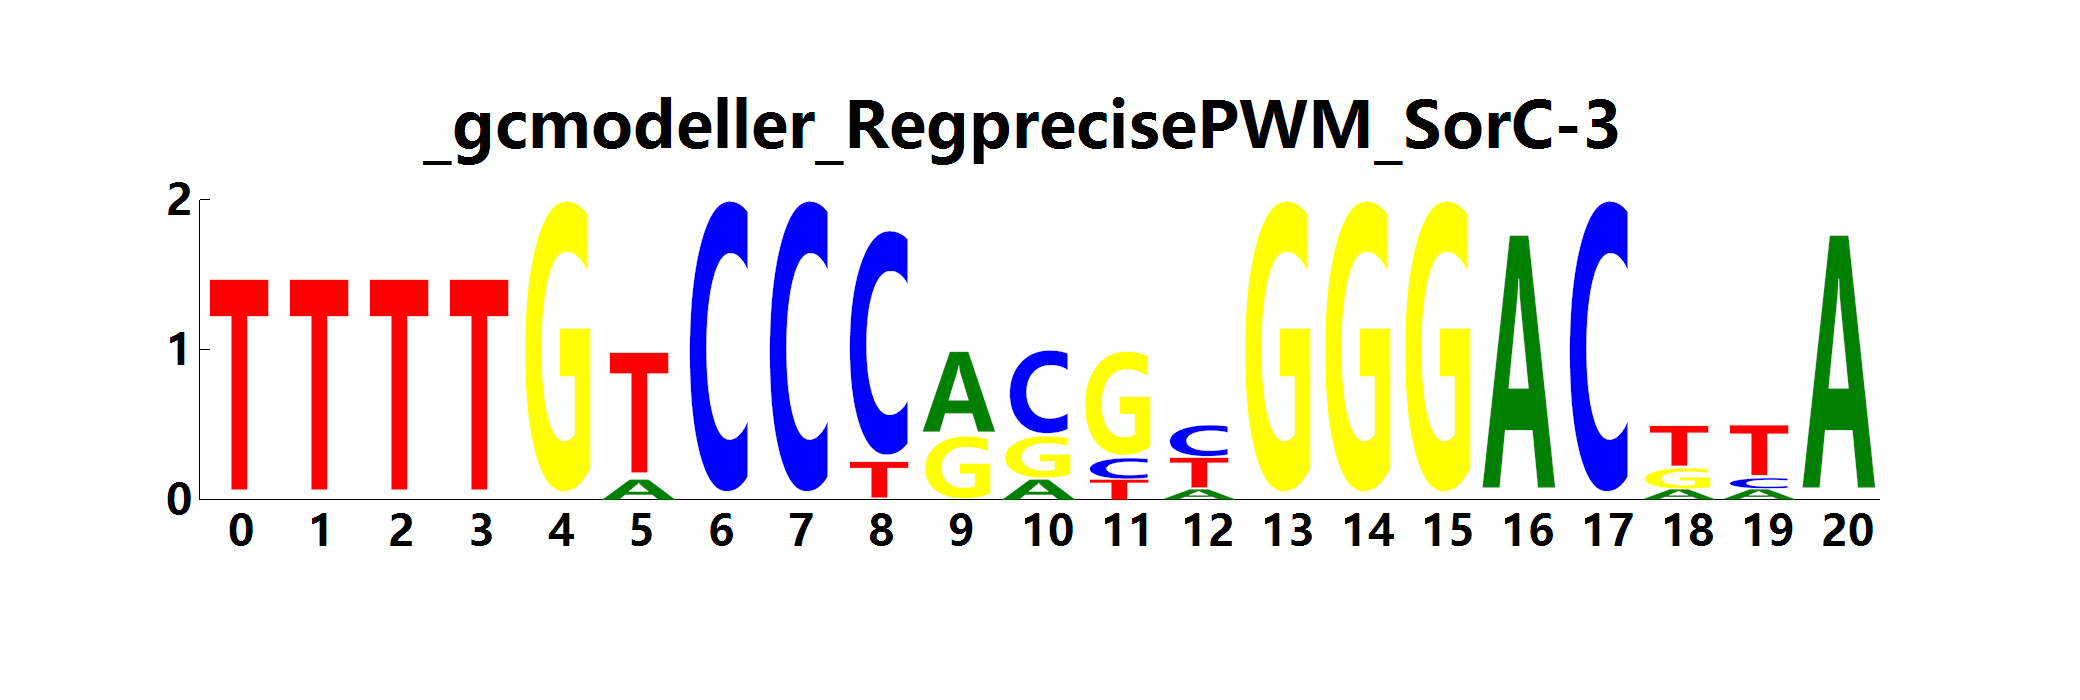 _gcmodeller_RegprecisePWM_SorC-3
2
1
0
T T T T G T C C C A C G C G G G A C T T A
A T G G C T G C
A T A A A
0 1 2 3 4 5 6 7 8 9 10 11 12 13 14 15 16 17 18 19 20